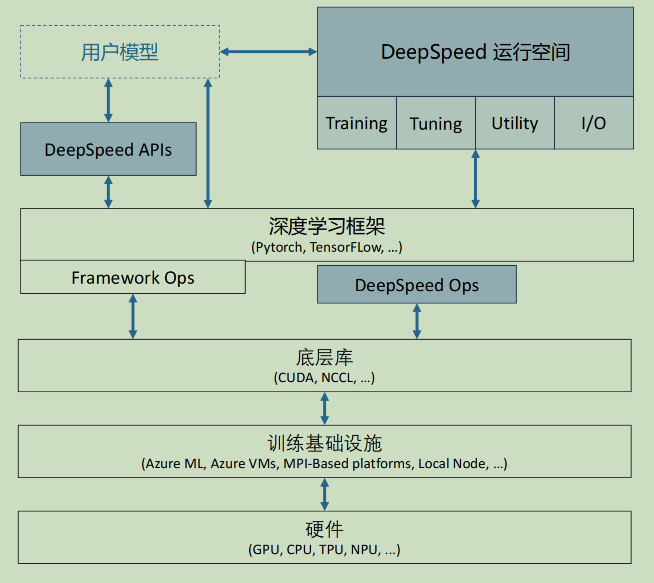 用户模型
DeepSpeed 运行空间
Training
Tuning
Utility
I/O
DeepSpeed APIs
深度学习框架
(Pytorch, TensorFLow, ...)
Framework Ops
DeepSpeed Ops
底层库
(CUDA, NCCL, ...)
训练基础设施
(Azure ML, Azure VMs, MPI-Based platforms, Local Node, ...)
硬件
(GPU, CPU, TPU, NPU, ...)